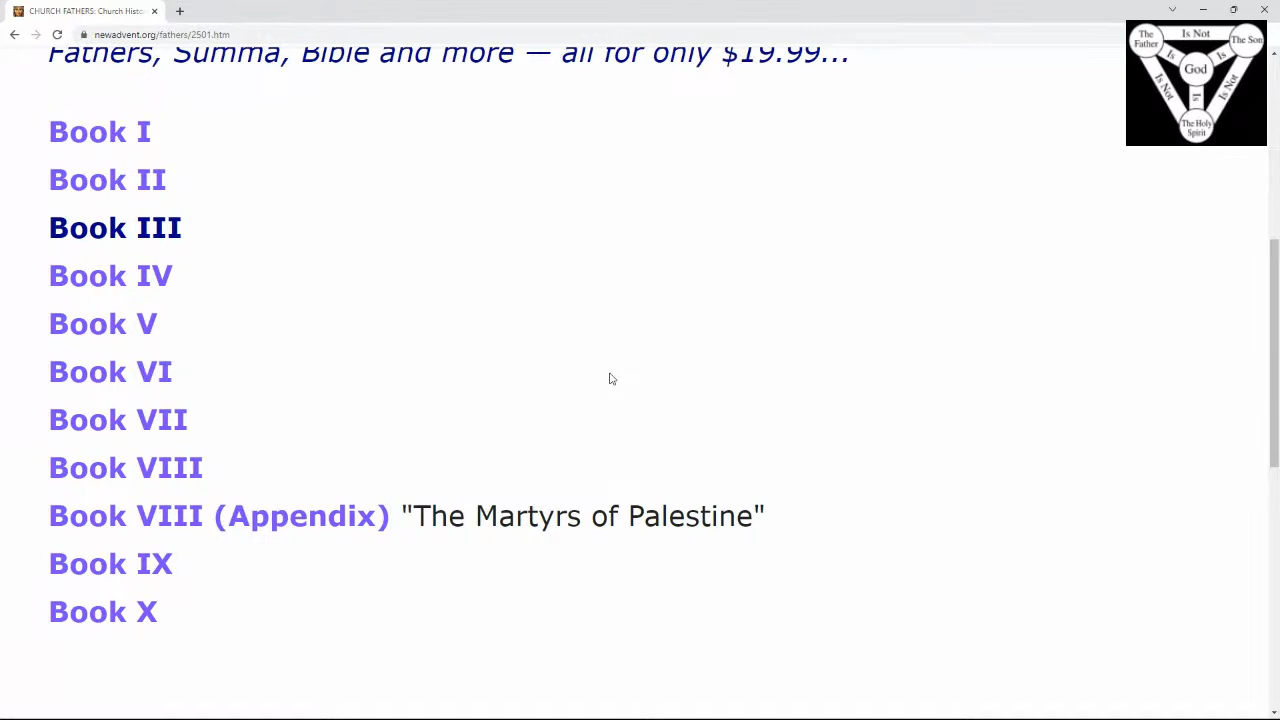 CHURCH FATHERS: Church Histo
newadvent.org/fathers/2501.htm
Fathers, Summa, Bible and more — all for only $19.99...
The Father
Is Not
The Son
Is
God
Is
Is Not
Is
Is Not
The Holy Spirit
Book I
Book II
Book III
Book IV
Book V
Book VI
Book VII
Book VIII
Book VIII (Appendix) "The Martyrs of Palestine"
Book IX
Book X